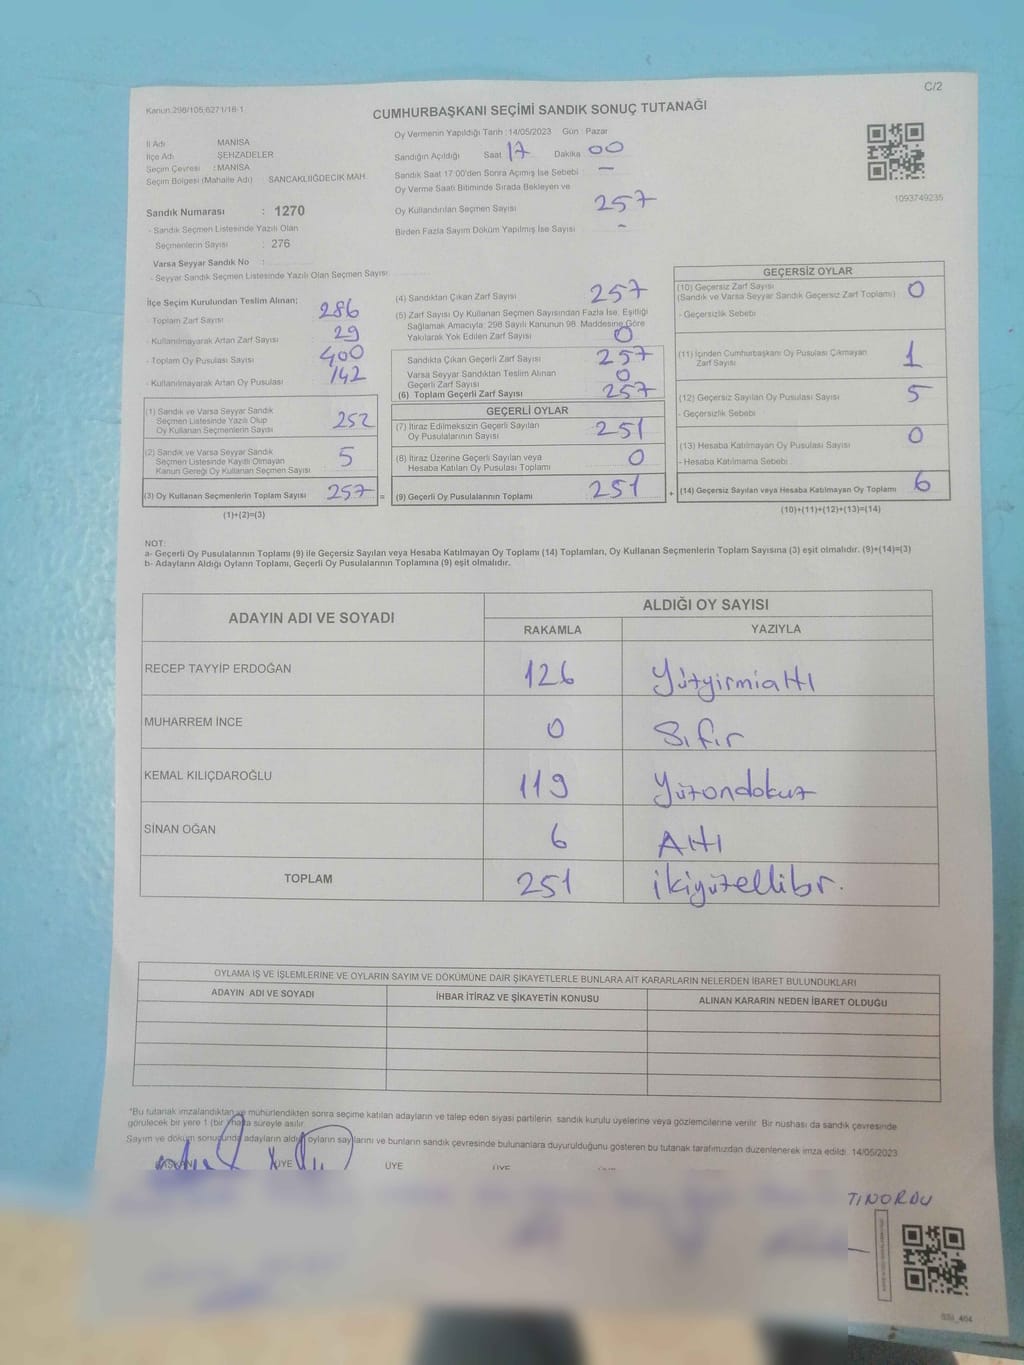 C/2
Kanun:298/105,6271/18-1
CUMHURBAŞKANI SEÇİMİ SANDIK SONUÇ TUTANAĞI
İl Adı MANİSA
İlçe Adı ŞEHZADELER
Seçim Çevresi : MANİSA
Seçim Bölgesi (Mahalle Adı) SANCAKLIIĞDECIK MAH.
Sandık Numarası : 1270
- Sandık Seçmen Listesinde Yazılı Olan
Seçmenlerin Sayısı : 276
Varsa Seyyar Sandık No :
- Seyyar Sandık Seçmen Listesinde Yazılı Olan Seçmen Sayısı
Oy Vermenin Yapıldığı Tarih : 14/05/2023 Gün : Pazar
Sandığın Açıldığı Saat 17 Dakika 00
Sandık Saat 17:00'den Sonra Açımış İse Sebebi –
Oy Verme Saati Bitiminde Sırada Bekleyen ve
Oy Kullandırılan Seçmen Sayısı 257
Birden Fazla Sayım Döküm Yapılmış İse Sayısı -
1093749235
İlçe Seçim Kurulundan Teslim Alınan;
- Toplam Zarf Sayısı 286
- Kullanılmayarak Artan Zarf Sayısı 29
- Toplam Oy Pusulası Sayısı 400
- Kullanılmayarak Artan Oy Pusulası 142
(1) Sandık ve Varsa Seyyar Sandık
Seçmen Listesinde Yazılı Olup
Oy Kullanan Seçmenlerin Sayısı 252
(2) Sandık ve Varsa Seyyar Sandık
Seçmen Listesinde Kayıtlı Olmayan
Kanun Gereği Oy Kullanan Seçmen Sayısı 5
(3) Oy Kullanan Seçmenlerin Toplam Sayısı 257 =
(1)+(2)=(3)
(4) Sandıktan Çıkan Zarf Sayısı 257
(5) Zarf Sayısı Oy Kullanan Seçmen Sayısından Fazla İse, Eşitliği
Sağlamak Amacıyla; 298 Sayılı Kanunun 98. Maddesine Göre
Yakılarak Yok Edilen Zarf Sayısı 0
Sandıkta Çıkan Geçerli Zarf Sayısı 257
Varsa Seyyar Sandıktan Teslim Alınan
Geçerli Zarf Sayısı 0
(6) Toplam Geçerli Zarf Sayısı 257
GEÇERLİ OYLAR
(7) İtiraz Edilmeksizin Geçerli Sayılan
Oy Pusulalarının Sayısı 251
(8) İtiraz Üzerine Geçerli Sayılan veya
Hesaba Katılan Oy Pusulası Toplamı 0
(9) Geçerli Oy Pusulalarının Toplamı 251 +
GEÇERSİZ OYLAR
(10) Geçersiz Zarf Sayısı
(Sandık ve Varsa Seyyar Sandık Geçersiz Zarf Toplamı) 0
- Geçersizlik Sebebi
(11) İçinden Cumhurbaşkanı Oy Pusulası Çıkmayan
Zarf Sayısı 1
(12) Geçersiz Sayılan Oy Pusulası Sayısı 5
- Geçersizlik Sebebi
(13) Hesaba Katılmayan Oy Pusulası Sayısı 0
- Hesaba Katılmama Sebebi
(14) Geçersiz Sayılan veya Hesaba Katılmayan Oy Toplamı 6
(10)+(11)+(12)+(13)=(14)
NOT:
a- Geçerli Oy Pusulalarının Toplamı (9) ile Geçersiz Sayılan veya Hesaba Katılmayan Oy Toplamı (14) Toplamları, Oy Kullanan Seçmenlerin Toplam Sayısına (3) eşit olmalıdır. (9)+(14)=(3)
b- Adayların Aldığı Oyların Toplamı, Geçerli Oy Pusulalarının Toplamına (9) eşit olmalıdır.
ADAYIN ADI VE SOYADI
ALDIĞI OY SAYISI
RAKAMLA YAZIYLA
RECEP TAYYİP ERDOĞAN 126 Yüzyirmialtı
MUHARREM İNCE 0 Sıfır
KEMAL KILIÇDAROĞLU 119 Yüzondokuz
SİNAN OĞAN 6 Altı
TOPLAM 251 ikiyüzellibr.
OYLAMA İŞ VE İŞLEMLERİNE VE OYLARIN SAYIM VE DÖKÜMÜNE DAİR ŞİKAYETLERLE BUNLARA AİT KARARLARIN NELERDEN İBARET BULUNDUKLARI
ADAYIN ADI VE SOYADI İHBAR İTİRAZ VE ŞİKAYETİN KONUSU ALINAN KARARIN NEDEN İBARET OLDUĞU
*Bu tutanak imzalandıktan ve mühürlendikten sonra seçime katılan adayların ve talep eden siyasi partilerin sandık kurulu üyelerine veya gözlemcilerine verilir. Bir nüshası da sandık çevresinde
görülecek bir yere 1 (bir) hafta süreyle asılır.
Sayım ve döküm sonucunda adayların aldığı oyların sayılarını ve bunların sandık çevresinde bulunanlara duyurulduğunu gösteren bu tutanak tarafımızdan düzenlenerek imza edildi. 14/05/2023
BAŞKAN ÜYE ÜYE ÜYE
TINORDU